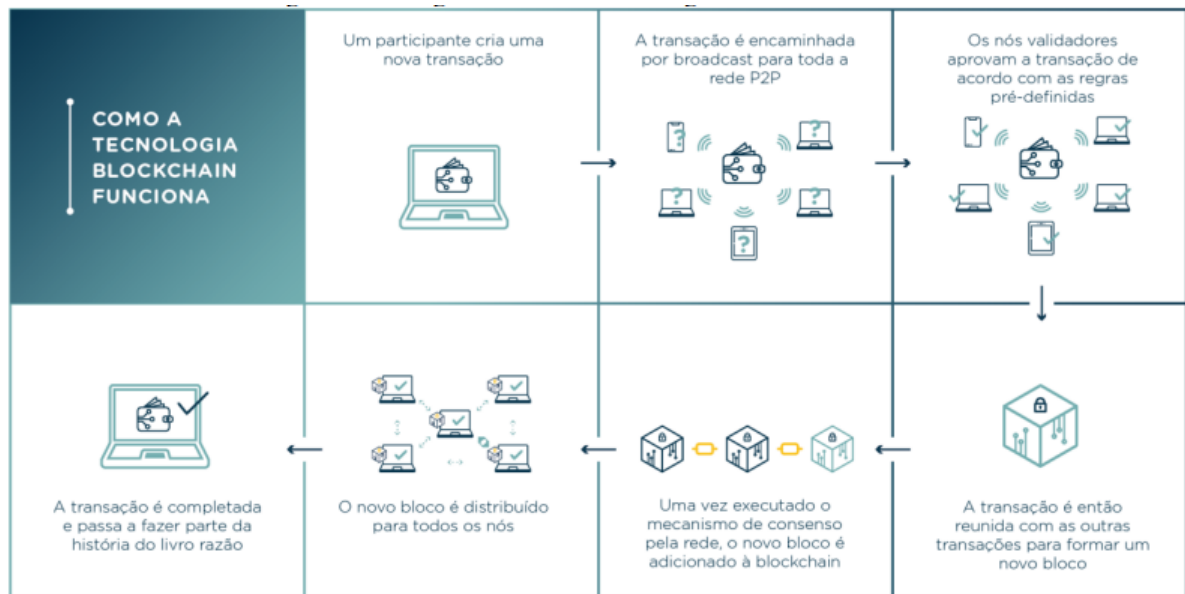 COMO A
TECNOLOGIA
BLOCKCHAIN
FUNCIONA
Um participante cria uma
nova transação
A transação é encaminhada
por broadcast para toda a
rede P2P
Os nós validadores
aprovam a transação de
acordo com as regras
pré-definidas
A transação é então
reunida com as outras
transações para formar um
novo bloco
Uma vez executado o
mecanismo de consenso
pela rede, o novo bloco é
adicionado à blockchain
O novo bloco é distribuído
para todos os nós
A transação é completada
e passa a fazer parte da
história do livro razão